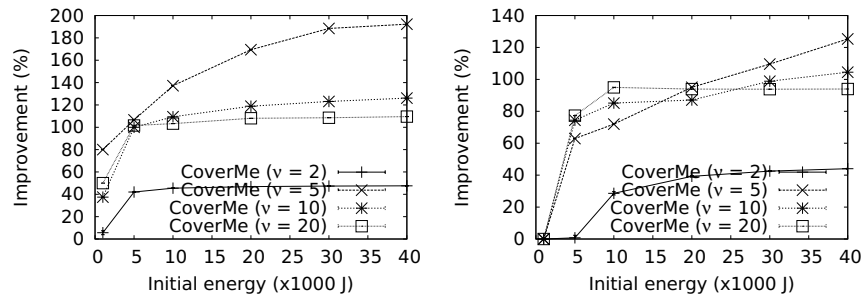 200
180
160
140
120
100
80
60
40
20
0
Improvement (%)
CoverMe (ν = 2)
CoverMe (ν = 5)
CoverMe (ν = 10)
CoverMe (ν = 20)
0 5 10 15 20 25 30 35 40
Initial energy (x1000 J)
140
120
100
80
60
40
20
0
Improvement (%)
CoverMe (ν = 2)
CoverMe (ν = 5)
CoverMe (ν = 10)
CoverMe (ν = 20)
0 5 10 15 20 25 30 35 40
Initial energy (x1000 J)